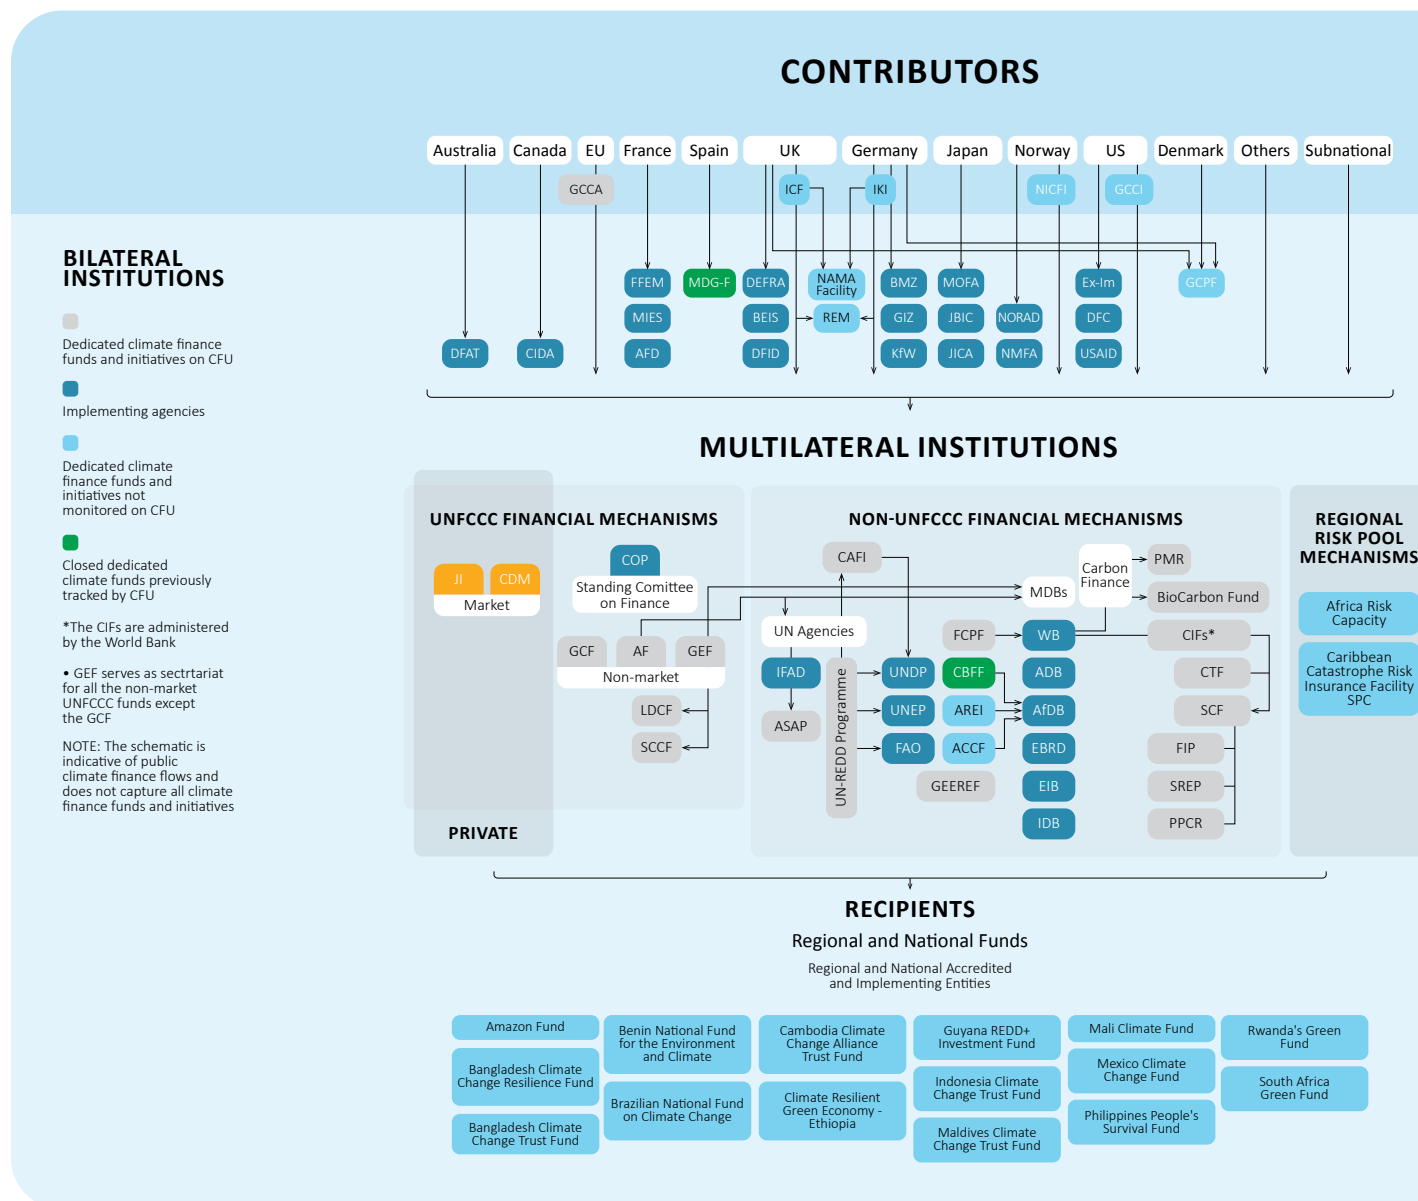 CONTRIBUTORS
Australia
Canada
EU
France
Spain
UK
Germany
Japan
Norway
US
Denmark
Others
Subnational
GCCA
ICF
IKI
NICFI
GCCI
BILATERAL
INSTITUTIONS
Dedicated climate finance
funds and initiatives on CFU
Implementing agencies
Dedicated climate
finance funds and
initiatives not
monitored on CFU
Closed dedicated
climate funds previously
tracked by CFU
*The CIFs are administered
by the World Bank
• GEF serves as sectrtariat
for all the non-market
UNFCCC funds except
the GCF
NOTE: The schematic is
indicative of public
climate finance flows and
does not capture all climate
finance funds and initiatives
FFEM
MDG-F
DEFRA
NAMA
Facility
BMZ
MOFA
Ex-Im
GCPF
MIES
BEIS
REM
GIZ
JBIC
NORAD
DFC
DFAT
CIDA
AFD
DFID
KfW
JICA
NMFA
USAID
MULTILATERAL INSTITUTIONS
UNFCCC FINANCIAL MECHANISMS
JI
CDM
Market
COP
Standing Comittee
on Finance
GCF
AF
GEF
Non-market
LDCF
SCCF
PRIVATE
NON-UNFCCC FINANCIAL MECHANISMS
CAFI
Carbon
Finance
PMR
MDBs
BioCarbon Fund
UN Agencies
FCPF
WB
CIFs*
IFAD
UN-REDD Programme
UNDP
CBFF
ADB
CTF
ASAP
UNEP
AREI
AfDB
SCF
FAO
ACCF
EBRD
FIP
GEEREF
EIB
SREP
IDB
PPCR
REGIONAL
RISK POOL
MECHANISMS
Africa Risk
Capacity
Caribbean
Catastrophe Risk
Insurance Facility
SPC
RECIPIENTS
Regional and National Funds
Regional and National Accredited
and Implementing Entities
Amazon Fund
Bangladesh Climate
Change Resilience Fund
Bangladesh Climate
Change Trust Fund
Benin National Fund
for the Environment
and Climate
Brazilian National Fund
on Climate Change
Cambodia Climate
Change Alliance
Trust Fund
Climate Resilient
Green Economy -
Ethiopia
Guyana REDD+
Investment Fund
Indonesia Climate
Change Trust Fund
Maldives Climate
Change Trust Fund
Mali Climate Fund
Mexico Climate
Change Fund
Philippines People's
Survival Fund
Rwanda's Green
Fund
South Africa
Green Fund